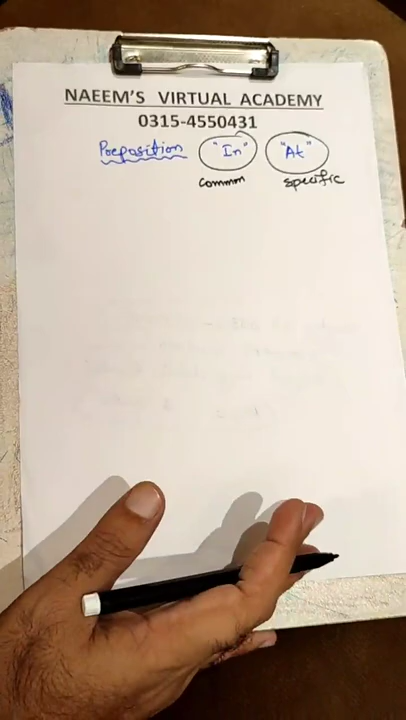 NAEEM'S VIRTUAL ACADEMY
0315-4550431
Preposition "In" "At"
common specific